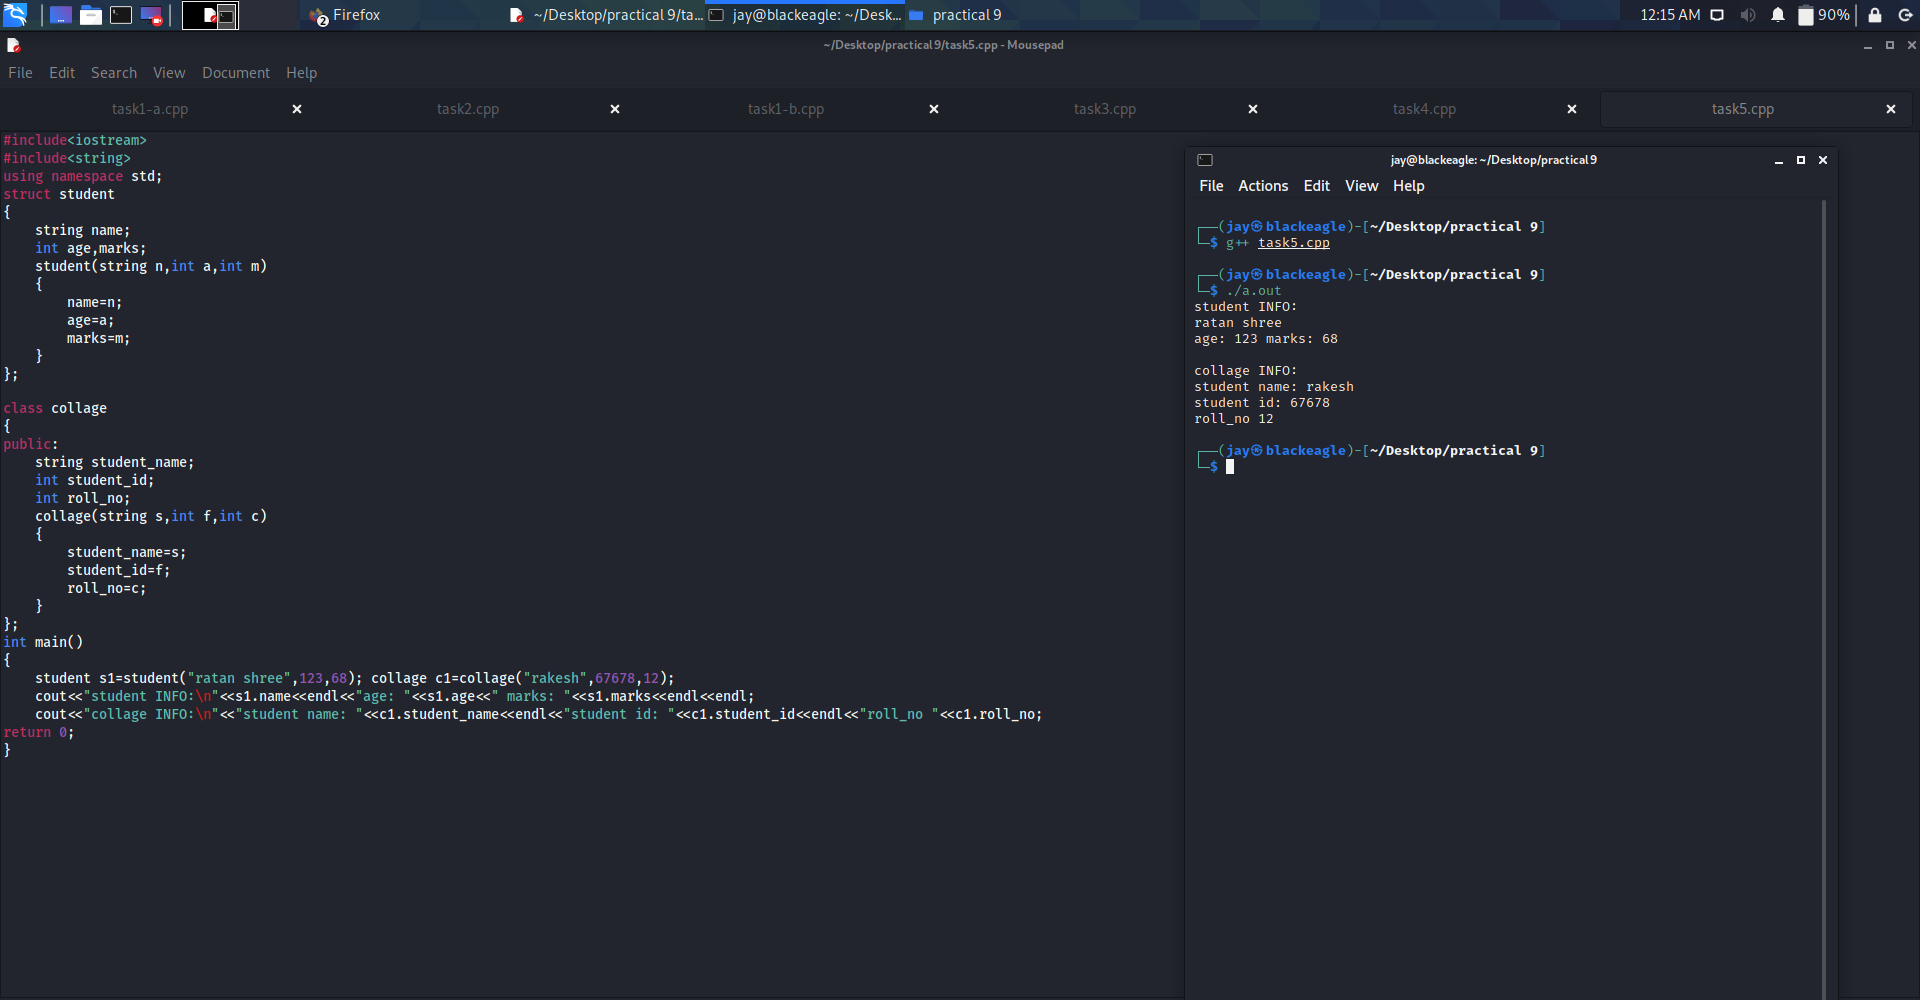 Firefox
2
~/Desktop/practical 9/ta...
jay@blackeagle: ~/Desk...
practical 9
12:15 AM
90%
~/Desktop/practical 9/task5.cpp - Mousepad
File Edit Search View Document Help
task1-a.cpp
task2.cpp
task1-b.cpp
task3.cpp
task4.cpp
task5.cpp
#include<iostream>
#include<string>
using namespace std;
struct student
{
    string name;
    int age,marks;
    student(string n,int a,int m)
    {
        name=n;
        age=a;
        marks=m;
    }
};

class collage
{
public:
    string student_name;
    int student_id;
    int roll_no;
    collage(string s,int f,int c)
    {
        student_name=s;
        student_id=f;
        roll_no=c;
    }
};
int main()
{
    student s1=student("ratan shree",123,68); collage c1=collage("rakesh",67678,12);
    cout<<"student INFO:\n"<<s1.name<<endl<<"age: "<<s1.age<<" marks: "<<s1.marks<<endl<<endl;
    cout<<"collage INFO:\n"<<"student name: "<<c1.student_name<<endl<<"student id: "<<c1.student_id<<endl<<"roll_no "<<c1.roll_no;
return 0;
}
jay@blackeagle: ~/Desktop/practical 9
File Actions Edit View Help
┌──(jay㉿blackeagle)-[~/Desktop/practical 9]
└─$ g++ task5.cpp

┌──(jay㉿blackeagle)-[~/Desktop/practical 9]
└─$ ./a.out
student INFO:
ratan shree
age: 123 marks: 68

collage INFO:
student name: rakesh
student id: 67678
roll_no 12

┌──(jay㉿blackeagle)-[~/Desktop/practical 9]
└─$